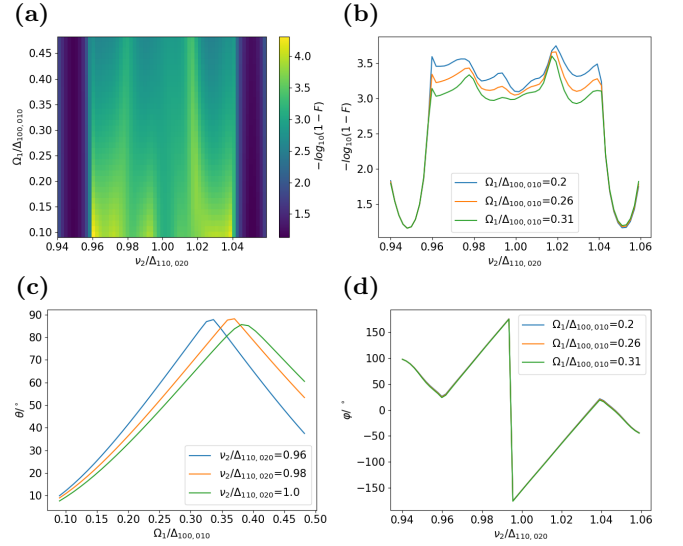 (a)
0.45
0.40
0.35
0.30
0.25
0.20
0.15
0.10
Ω₁/Δ₁₀₀,₀₁₀
0.94 0.96 0.98 1.00 1.02 1.04
ν₂/Δ₁₁₀,₀₂₀
4.0
3.5
3.0
2.5
2.0
1.5
−log₁₀(1 − F)
(b)
3.5
3.0
2.5
2.0
1.5
−log₁₀(1 − F)
Ω₁/Δ₁₀₀,₀₁₀=0.2
Ω₁/Δ₁₀₀,₀₁₀=0.26
Ω₁/Δ₁₀₀,₀₁₀=0.31
0.94 0.96 0.98 1.00 1.02 1.04 1.06
ν₂/Δ₁₁₀,₀₂₀
(c)
90
80
70
60
50
40
30
20
10
θ/°
ν₂/Δ₁₁₀,₀₂₀=0.96
ν₂/Δ₁₁₀,₀₂₀=0.98
ν₂/Δ₁₁₀,₀₂₀=1.0
0.10 0.15 0.20 0.25 0.30 0.35 0.40 0.45 0.50
Ω₁/Δ₁₀₀,₀₁₀
(d)
150
100
50
0
−50
−100
−150
φ/ °
Ω₁/Δ₁₀₀,₀₁₀=0.2
Ω₁/Δ₁₀₀,₀₁₀=0.26
Ω₁/Δ₁₀₀,₀₁₀=0.31
0.94 0.96 0.98 1.00 1.02 1.04 1.06
ν₂/Δ₁₁₀,₀₂₀